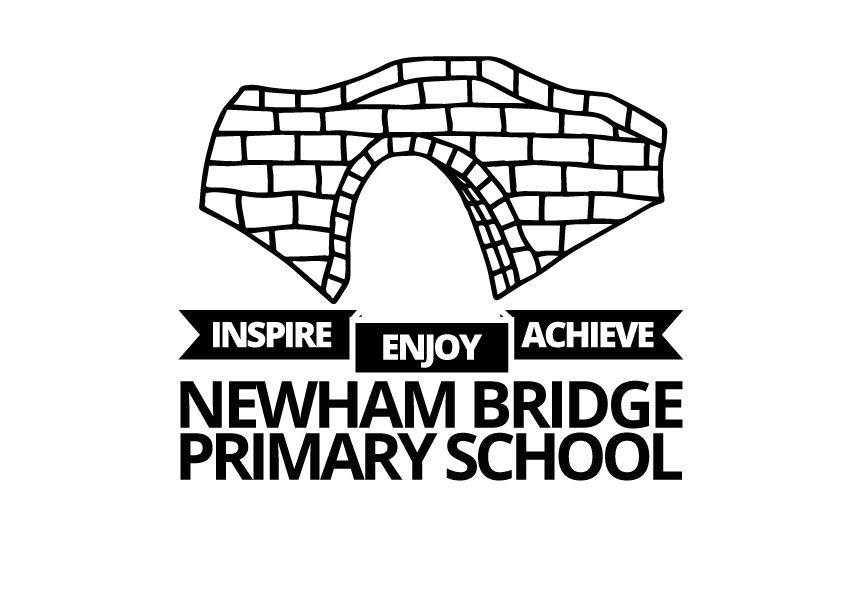 INSPIRE ENJOY ACHIEVE
NEWHAM BRIDGE
PRIMARY SCHOOL